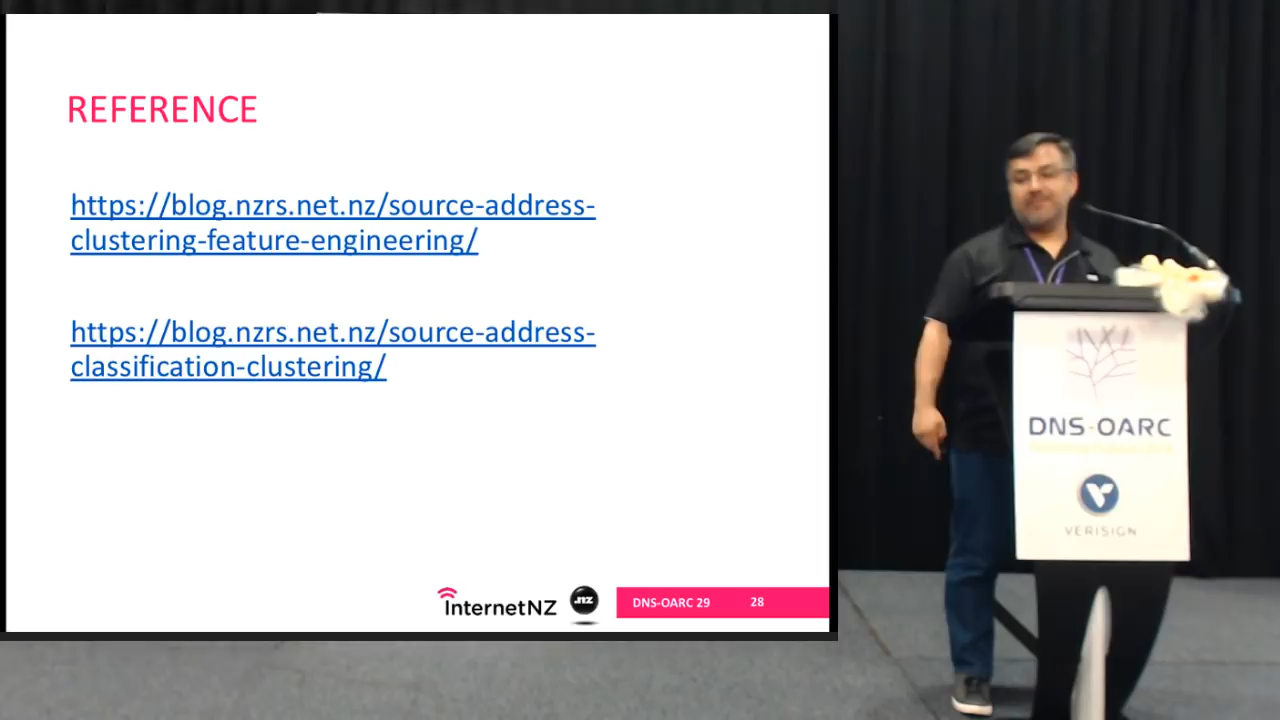 REFERENCE
https://blog.nzrs.net.nz/source-address-
clustering-feature-engineering/
https://blog.nzrs.net.nz/source-address-
classification-clustering/
InternetNZ
.nz
DNS-OARC 29
28
DNS-OARC
VERISIGN